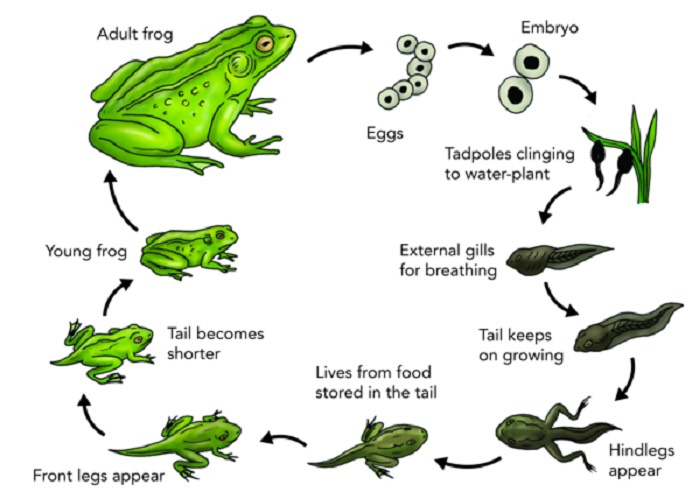 Adult frog
Eggs
Embryo
Tadpoles clinging
to water-plant
External gills
for breathing
Tail keeps
on growing
Hindlegs
appear
Lives from food
stored in the tail
Front legs appear
Tail becomes
shorter
Young frog